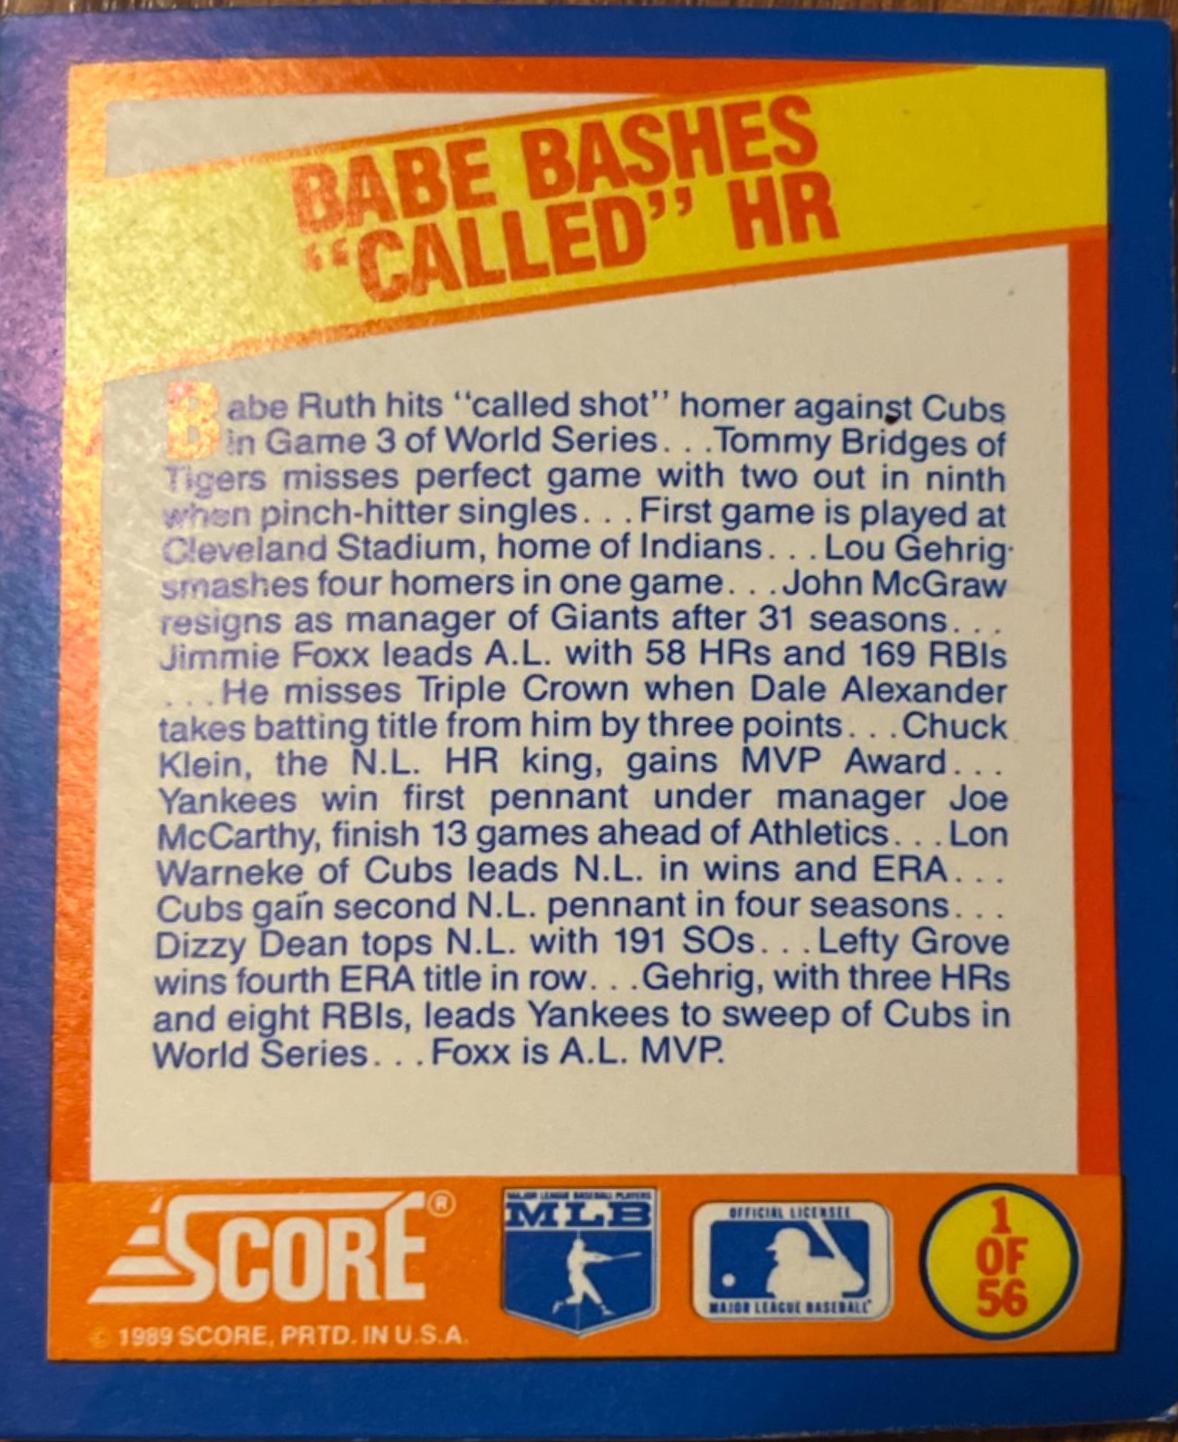 BABE BASHES
“CALLED” HR
Babe Ruth hits “called shot” homer against Cubs
in Game 3 of World Series. . .Tommy Bridges of
Tigers misses perfect game with two out in ninth
when pinch-hitter singles. . .First game is played at
Cleveland Stadium, home of Indians. . .Lou Gehrig
smashes four homers in one game. . .John McGraw
resigns as manager of Giants after 31 seasons. . .
Jimmie Foxx leads A.L. with 58 HRs and 169 RBIs
. . .He misses Triple Crown when Dale Alexander
takes batting title from him by three points. . .Chuck
Klein, the N.L. HR king, gains MVP Award. . .
Yankees win first pennant under manager Joe
McCarthy, finish 13 games ahead of Athletics. . .Lon
Warneke of Cubs leads N.L. in wins and ERA. . .
Cubs gain second N.L. pennant in four seasons. . .
Dizzy Dean tops N.L. with 191 SOs. . .Lefty Grove
wins fourth ERA title in row. . .Gehrig, with three HRs
and eight RBIs, leads Yankees to sweep of Cubs in
World Series. . .Foxx is A.L. MVP.
SCORE®
© 1989 SCORE, PRTD. IN U.S.A.
MAJOR LEAGUE BASEBALL PLAYERS
MLB
OFFICIAL LICENSEE
MAJOR LEAGUE BASEBALL
1
OF
56